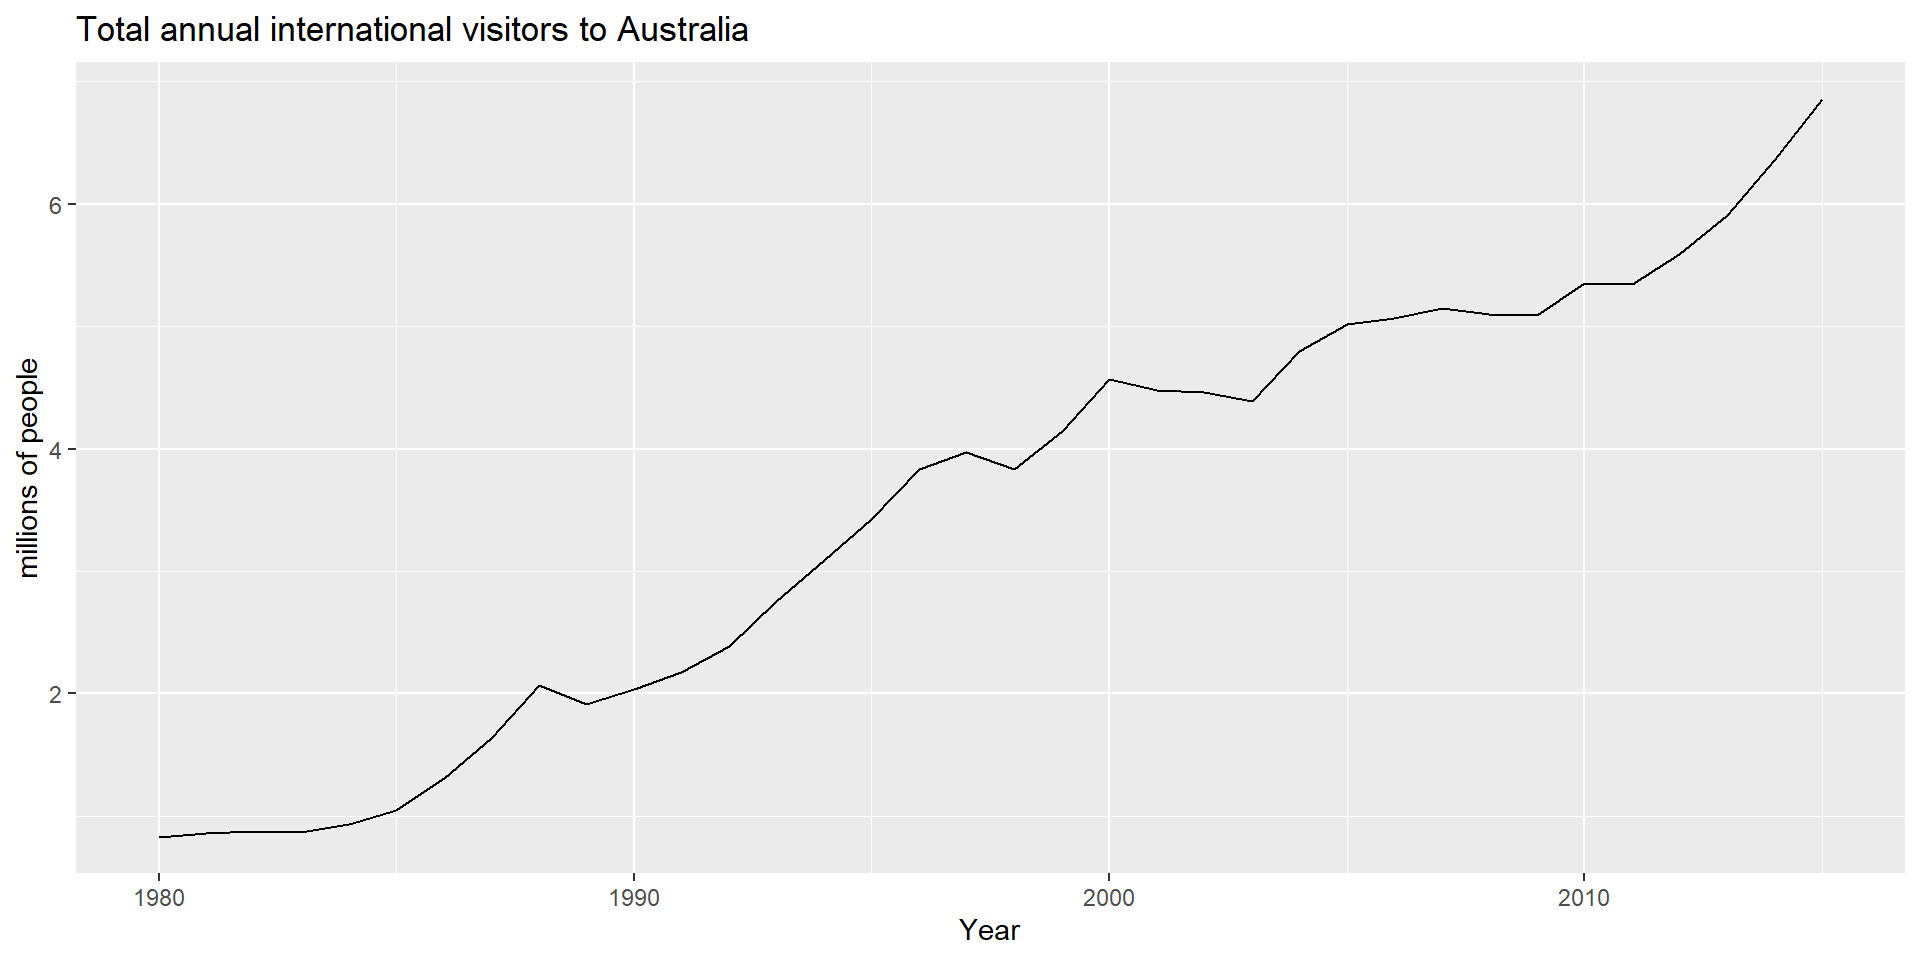 Total annual international visitors to Australia
millions of people
6
4
2
1980 1990 2000 2010
Year